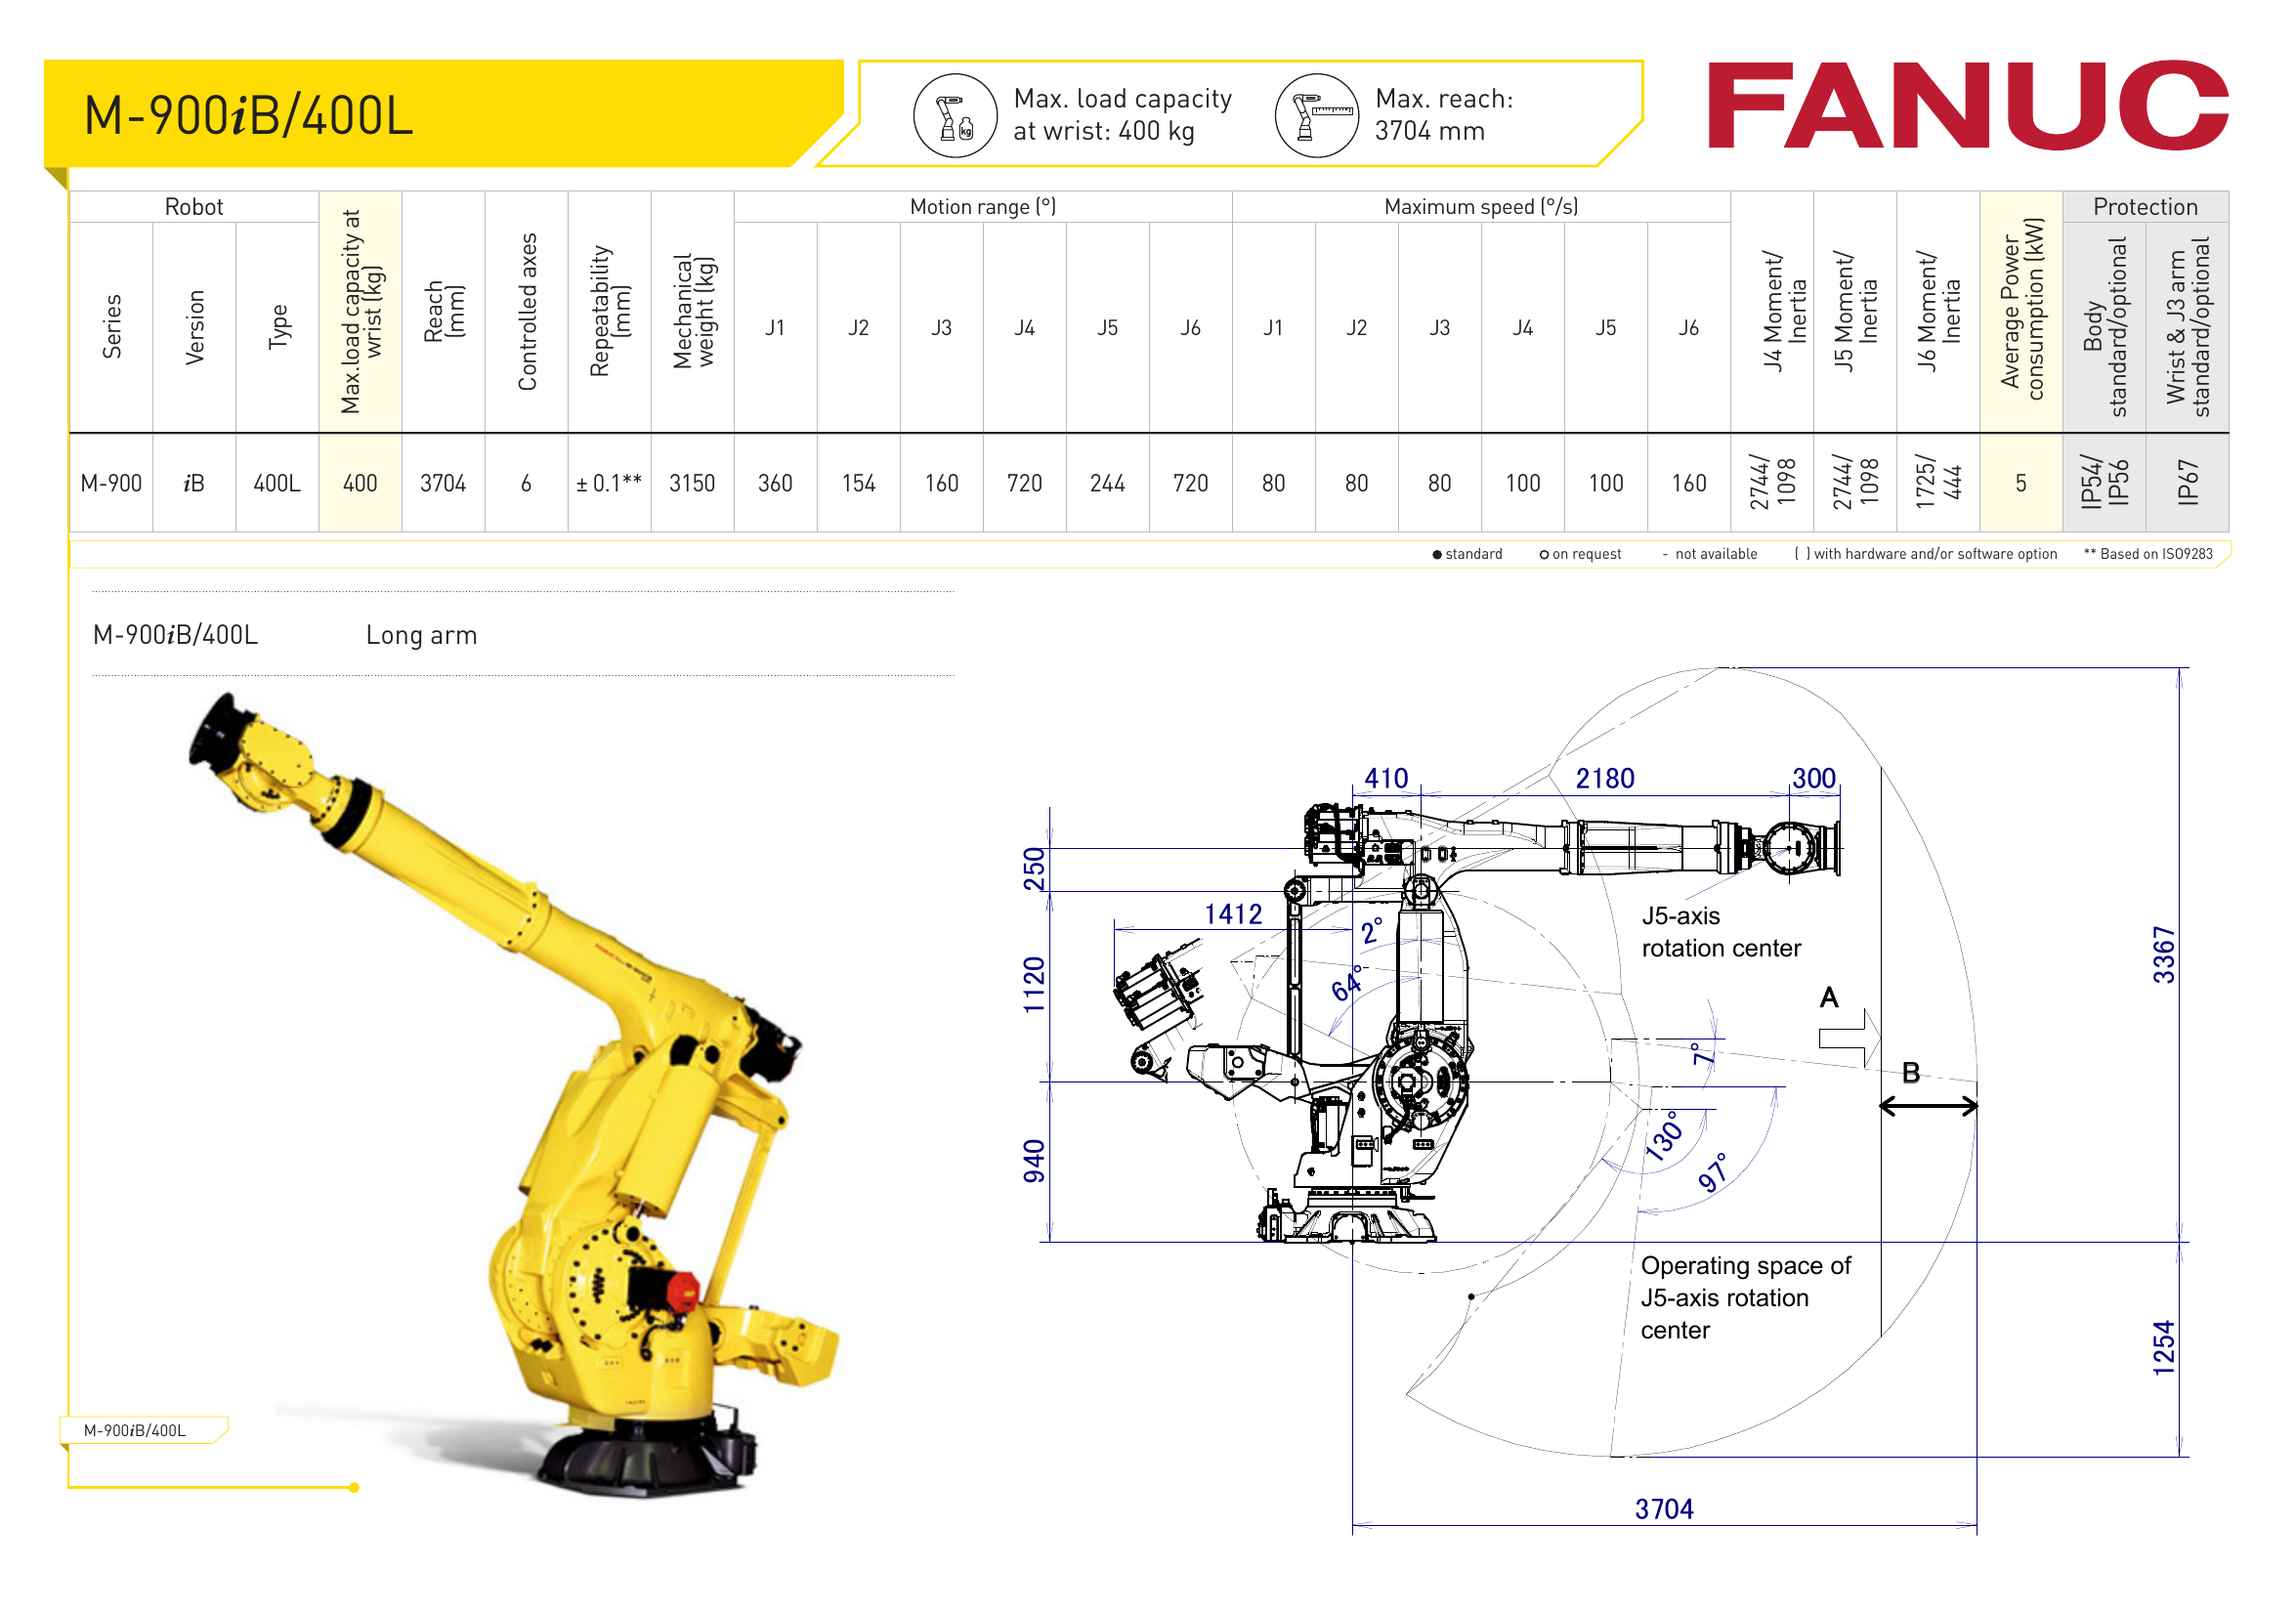 M-900iB/400L
Max. load capacity
at wrist: 400 kg
Max. reach:
3704 mm
FANUC
Robot
Series
Version
Type
Max.load capacity at
wrist (kg)
Reach
(mm)
Controlled axes
Repeatability
(mm)
Mechanical
weight (kg)
Motion range (°)
J1 J2 J3 J4 J5 J6
Maximum speed (°/s)
J1 J2 J3 J4 J5 J6
J4 Moment/
Inertia
J5 Moment/
Inertia
J6 Moment/
Inertia
Average Power
consumption (kW)
Protection
Body
standard/optional
Wrist & J3 arm
standard/optional
M-900 iB 400L 400 3704 6 ± 0.1** 3150 360 154 160 720 244 720 80 80 80 100 100 160
2744/
1098
2744/
1098
1725/
444
5
IP54/
IP56
IP67
● standard ○ on request - not available ( ) with hardware and/or software option ** Based on ISO9283
M-900iB/400L Long arm
410 2180 300
250
1412
2°
J5-axis
rotation center
1120
64°
3367
A
7°
B
130°
97°
940
Operating space of
J5-axis rotation
center
1254
M-900iB/400L
3704